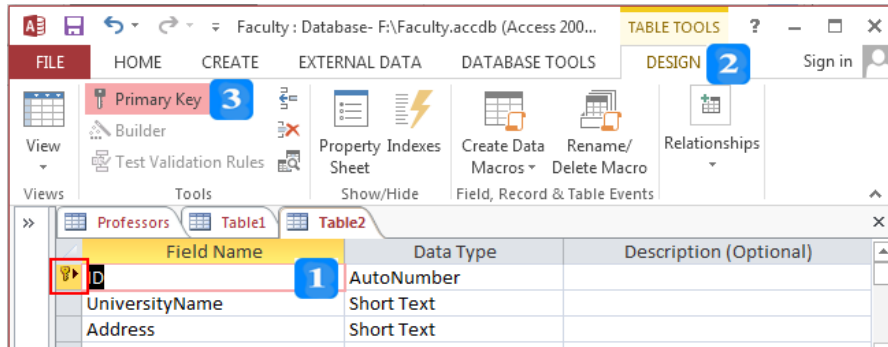 Faculty : Database- F:\Faculty.accdb (Access 200... TABLE TOOLS ?
FILE HOME CREATE EXTERNAL DATA DATABASE TOOLS DESIGN 2 Sign in
View
Primary Key 3
Builder
Test Validation Rules
Property Sheet
Indexes
Create Data Macros
Rename/ Delete Macro
Relationships
Views Tools Show/Hide Field, Record & Table Events
Professors Table1 Table2
Field Name Data Type Description (Optional)
ID 1 AutoNumber
UniversityName Short Text
Address Short Text